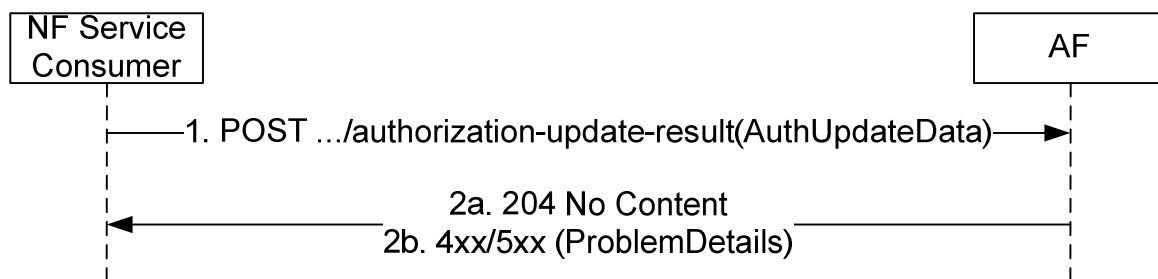 NF Service
Consumer
AF
1. POST .../authorization-update-result(AuthUpdateData)
2a. 204 No Content
2b. 4xx/5xx (ProblemDetails)